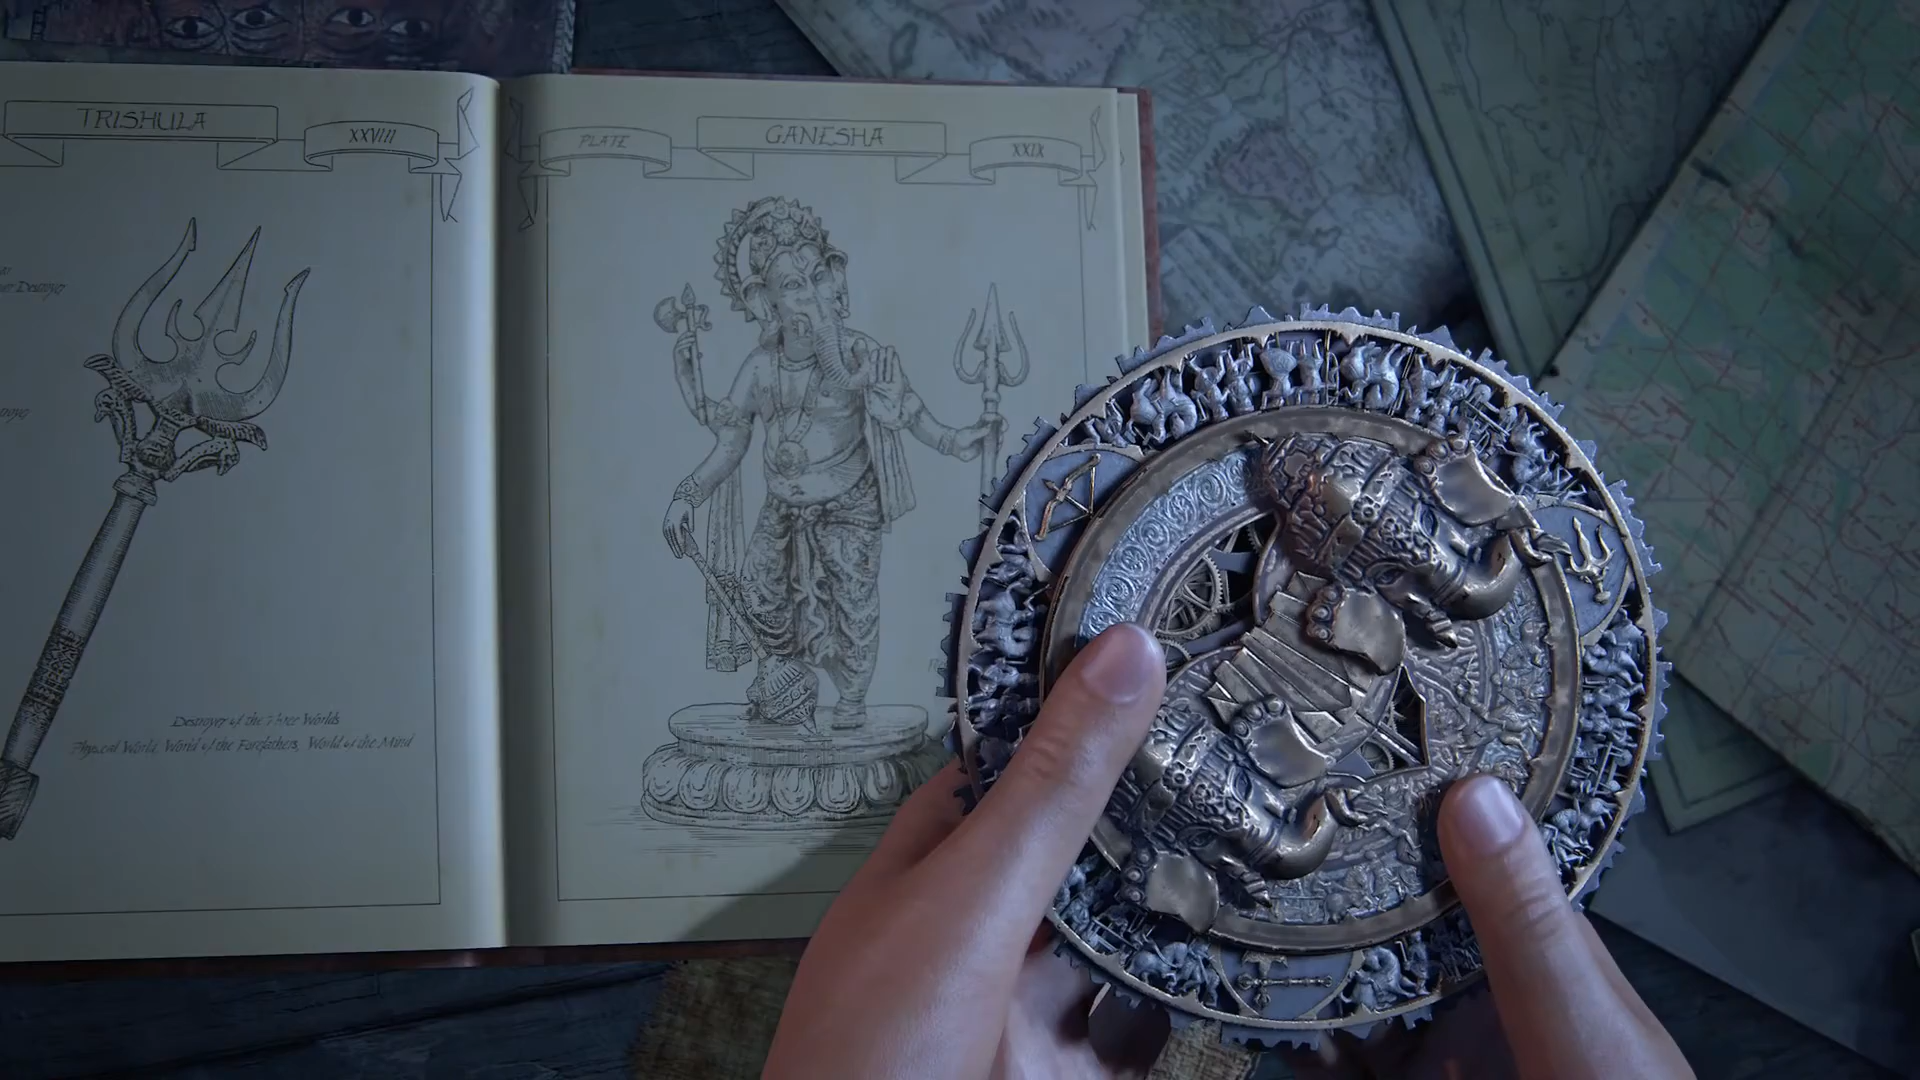 TRISHULA
XXVIII
Destroyer of the Three Worlds
Physical World, World of the Forefathers, World of the Mind
PLATE
GANESHA
XXIX